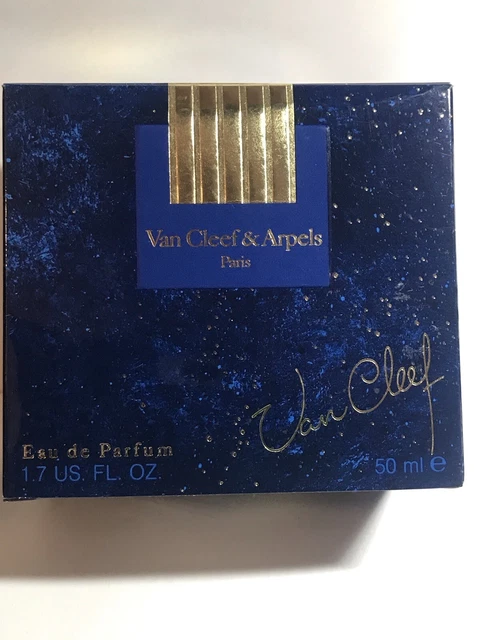 Van Cleef & Arpels
Paris
Van Cleef
Eau de Parfum
1.7 US. FL. OZ.
50 ml e